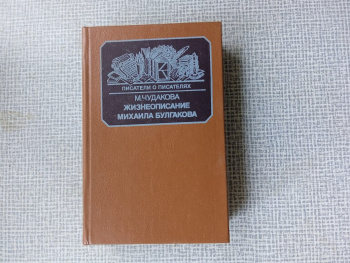 ПИСАТЕЛИ О ПИСАТЕЛЯХ
М.ЧУДАКОВА
ЖИЗНЕОПИСАНИЕ
МИХАИЛА БУЛГАКОВА